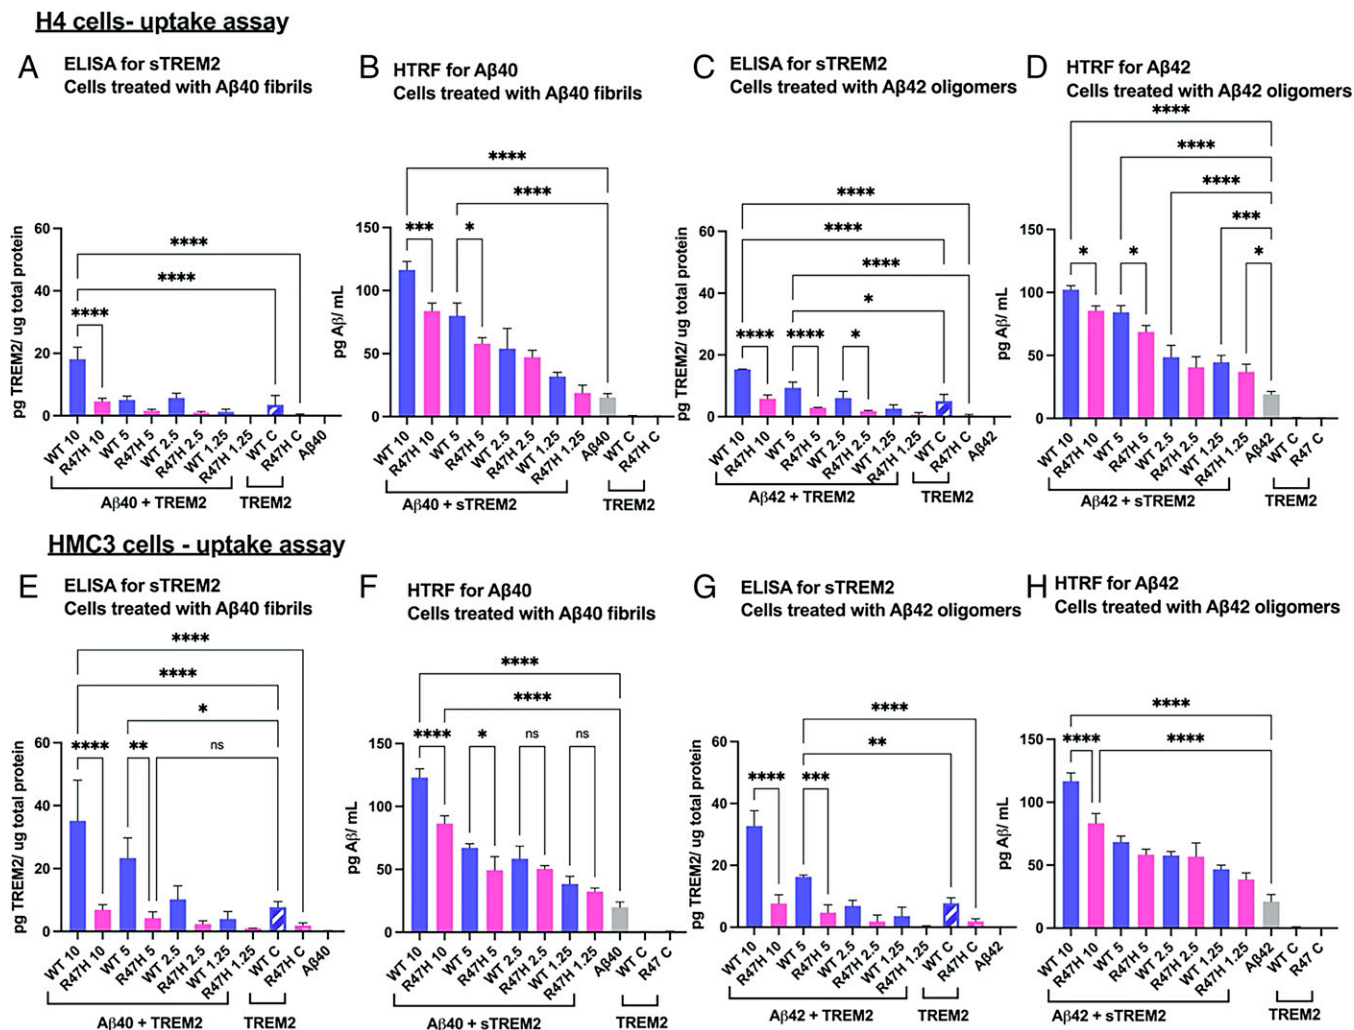 H4 cells- uptake assay
A ELISA for sTREM2
Cells treated with Aβ40 fibrils
pg TREM2/ ug total protein
60
40
20
0
****
****
****
WT 10
R47H 10
WT 5
R47H 5
WT 2.5
R47H 2.5
WT 1.25
R47H 1.25
WT C
R47H C
Aβ40
Aβ40 + TREM2
TREM2
B HTRF for Aβ40
Cells treated with Aβ40 fibrils
pg Aβ/ mL
150
100
50
0
****
****
***
*
WT 10
R47H 10
WT 5
R47H 5
WT 2.5
R47H 2.5
WT 1.25
R47H 1.25
Aβ40
WT C
R47H C
Aβ40 + sTREM2
TREM2
C ELISA for sTREM2
Cells treated with Aβ42 oligomers
pg TREM2/ ug total protein
60
40
20
0
****
****
****
*
****
****
*
WT 10
R47H 10
WT 5
R47H 5
WT 2.5
R47H 2.5
WT 1.25
R47H 1.25
WT C
R47H C
Aβ42
Aβ42 + TREM2
TREM2
D HTRF for Aβ42
Cells treated with Aβ42 oligomers
pg Aβ/ mL
150
100
50
0
****
****
****
***
*
*
*
WT 10
R47H 10
WT 5
R47H 5
WT 2.5
R47H 2.5
WT 1.25
R47H 1.25
Aβ42
WT C
R47 C
Aβ42 + sTREM2
TREM2
HMC3 cells - uptake assay
E ELISA for sTREM2
Cells treated with Aβ40 fibrils
pg TREM2/ ug total protein
60
40
20
0
****
****
*
****
**
ns
WT 10
R47H 10
WT 5
R47H 5
WT 2.5
R47H 2.5
WT 1.25
R47H 1.25
WT C
R47H C
Aβ40
Aβ40 + TREM2
TREM2
F HTRF for Aβ40
Cells treated with Aβ40 fibrils
pg Aβ/ mL
150
100
50
0
****
****
****
*
ns
ns
WT 10
R47H 10
WT 5
R47H 5
WT 2.5
R47H 2.5
WT 1.25
R47H 1.25
Aβ40
WT C
R47 C
Aβ40 + sTREM2
TREM2
G ELISA for sTREM2
Cells treated with Aβ42 oligomers
pg TREM2/ ug total protein
60
40
20
0
****
**
****
***
WT 10
R47H 10
WT 5
R47H 5
WT 2.5
R47H 2.5
WT 1.25
R47H 1.25
WT C
R47H C
Aβ42
Aβ42 + TREM2
TREM2
H HTRF for Aβ42
Cells treated with Aβ42 oligomers
pg Aβ/ mL
150
100
50
0
****
****
****
WT 10
R47H 10
WT 5
R47H 5
WT 2.5
R47H 2.5
WT 1.25
R47H 1.25
Aβ42
WT C
R47 C
Aβ42 + sTREM2
TREM2